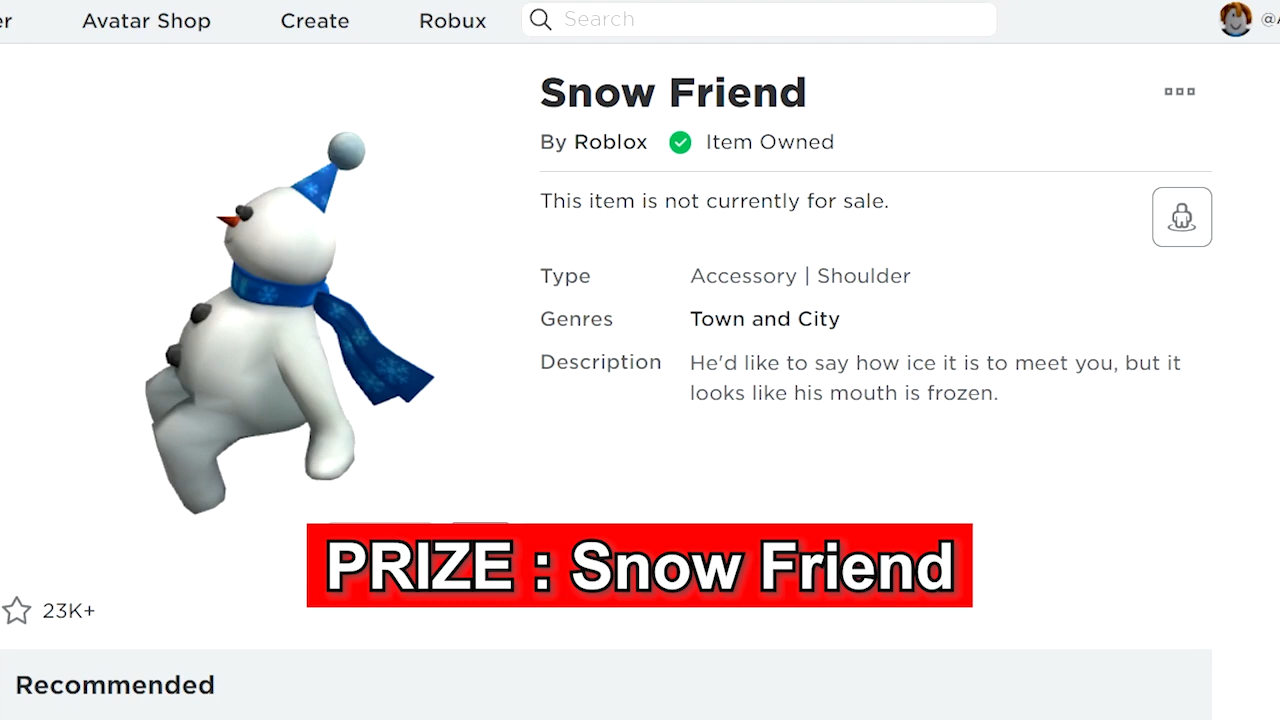 er Avatar Shop Create Robux Search @A
Snow Friend
By Roblox Item Owned
This item is not currently for sale.
Type Accessory | Shoulder
Genres Town and City
Description He'd like to say how ice it is to meet you, but it
looks like his mouth is frozen.
PRIZE : Snow Friend
23K+
Recommended